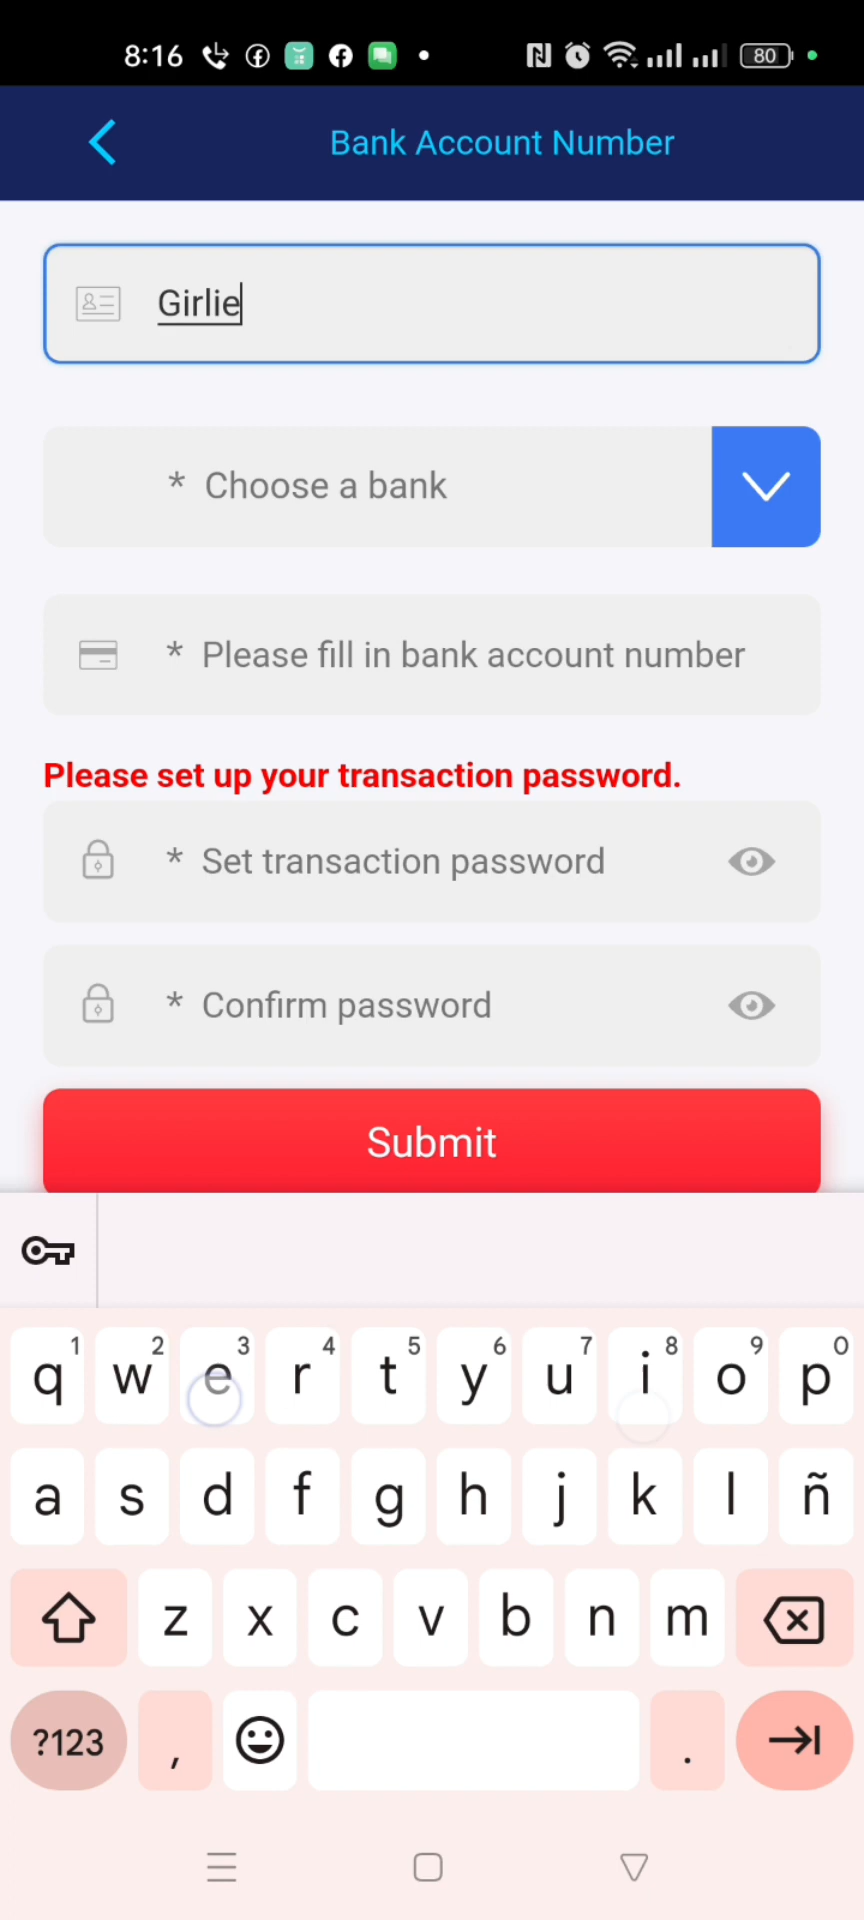 8:16
80
Bank Account Number
Girlie
* Choose a bank
* Please fill in bank account number
Please set up your transaction password.
* Set transaction password
* Confirm password
Submit
1 2 3 4 5 6 7 8 9 0
q w e r t y u i o p
a s d f g h j k l ñ
z x c v b n m
?123 , .